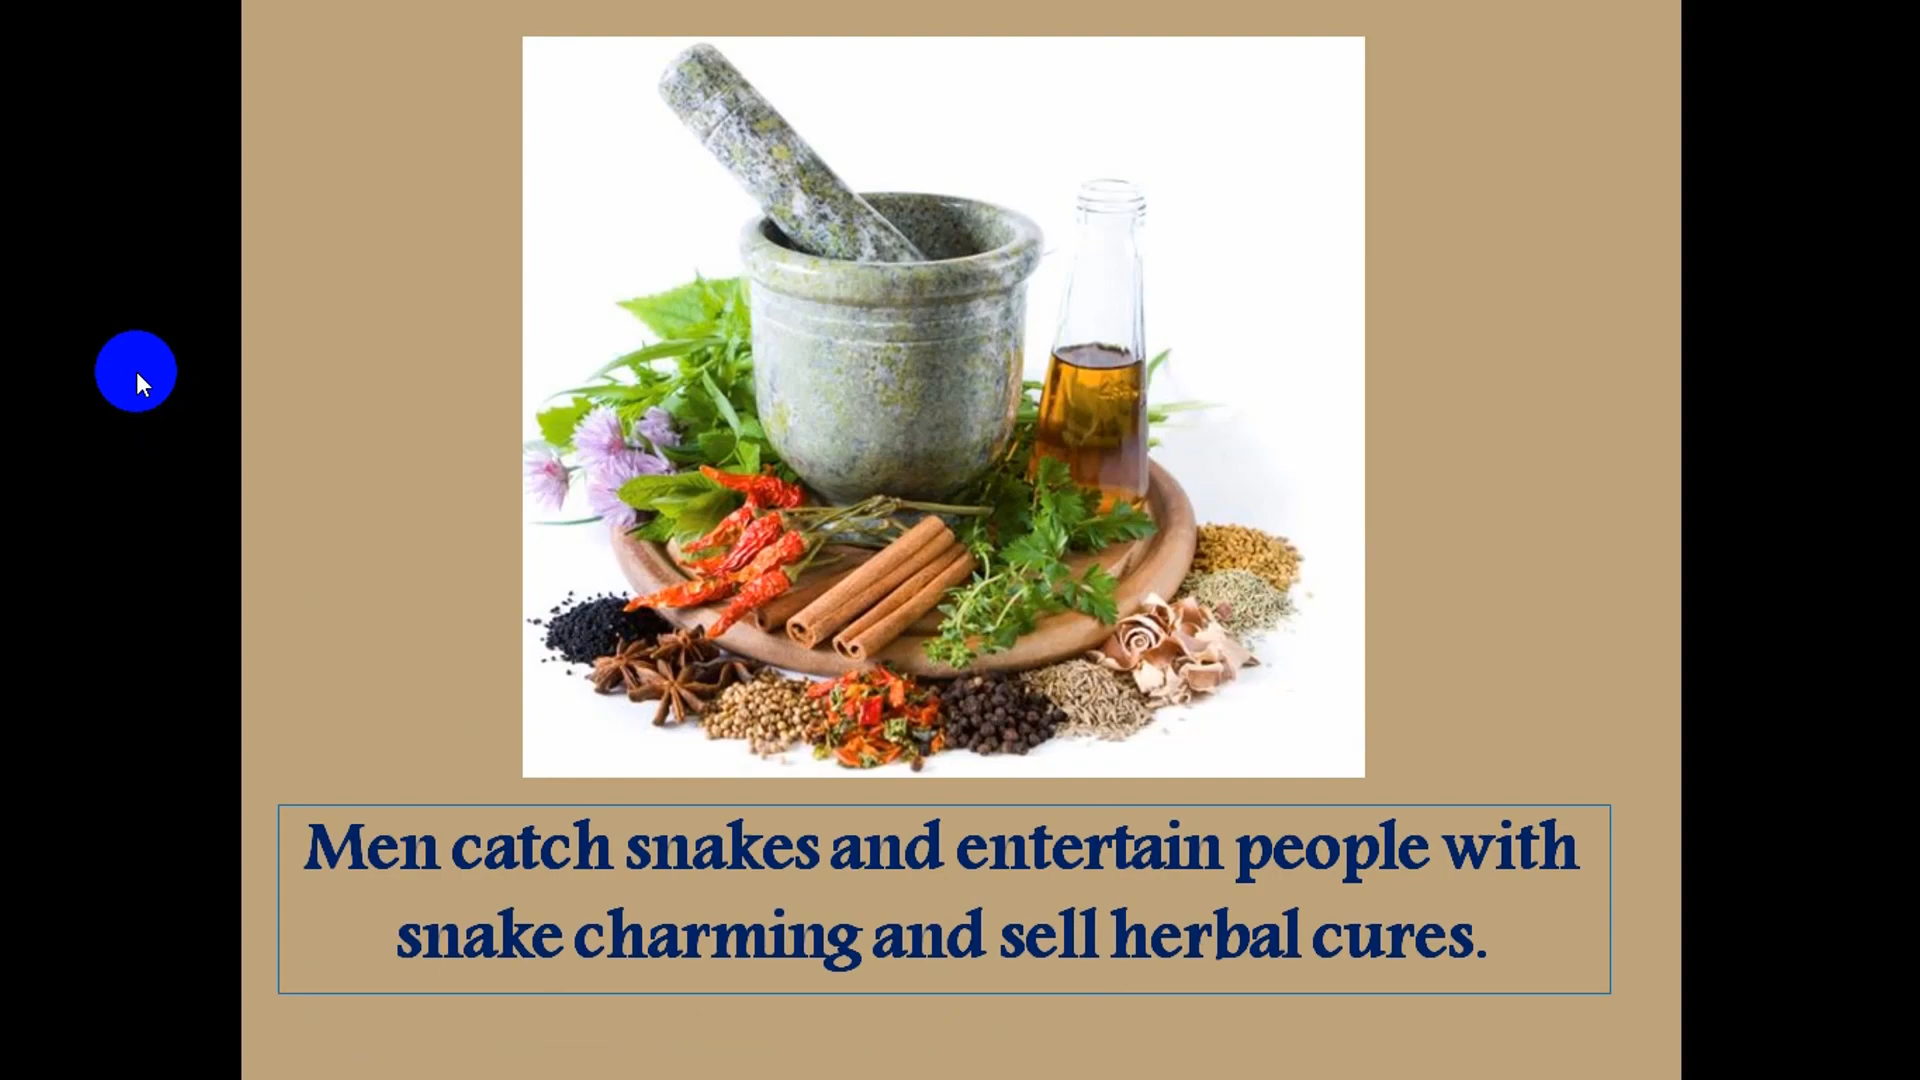 Men catch snakes and entertain people with
snake charming and sell herbal cures.